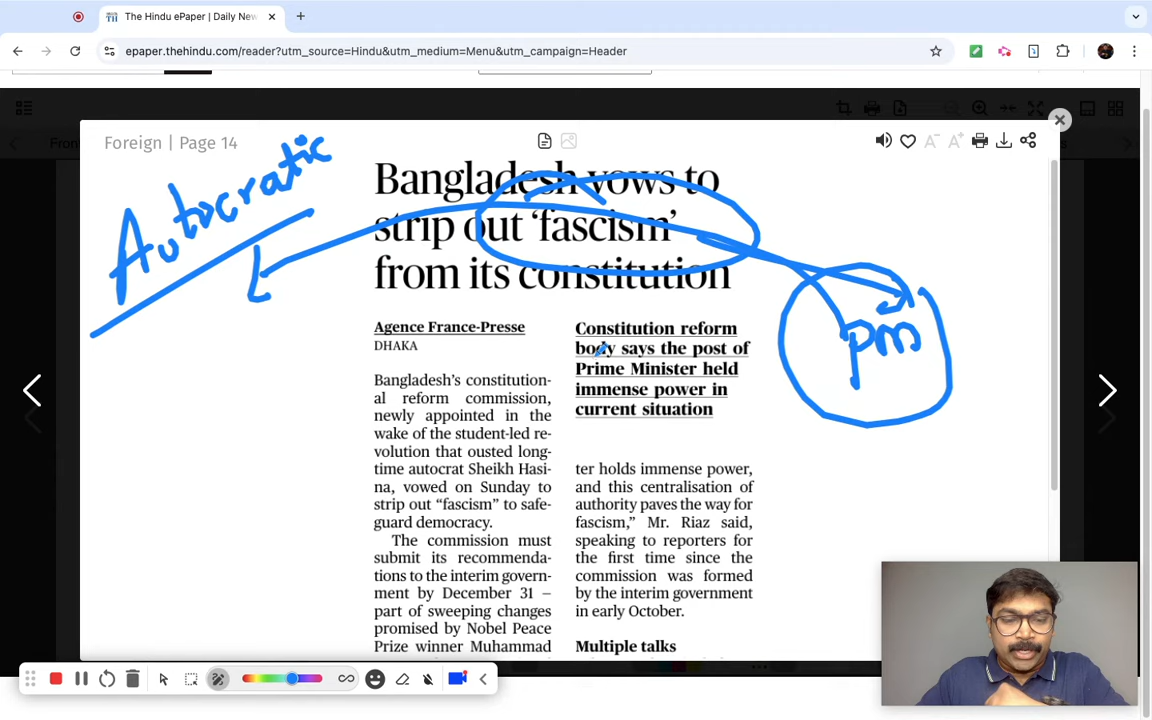 The Hindu ePaper | Daily New
epaper.thehindu.com/reader?utm_source=Hindu&utm_medium=Menu&utm_campaign=Header
Foreign | Page 14
A- A+
Autocratic
Bangladesh vows to
strip out ‘fascism’
from its constitution
pm
Agence France-Presse
DHAKA
Bangladesh’s constitution-
al reform commission,
newly appointed in the
wake of the student-led re-
volution that ousted long-
time autocrat Sheikh Hasi-
na, vowed on Sunday to
strip out “fascism” to safe-
guard democracy.
The commission must
submit its recommenda-
tions to the interim govern-
ment by December 31 —
part of sweeping changes
promised by Nobel Peace
Prize winner Muhammad
Constitution reform
body says the post of
Prime Minister held
immense power in
current situation
ter holds immense power,
and this centralisation of
authority paves the way for
fascism,” Mr. Riaz said,
speaking to reporters for
the first time since the
commission was formed
by the interim government
in early October.
Multiple talks